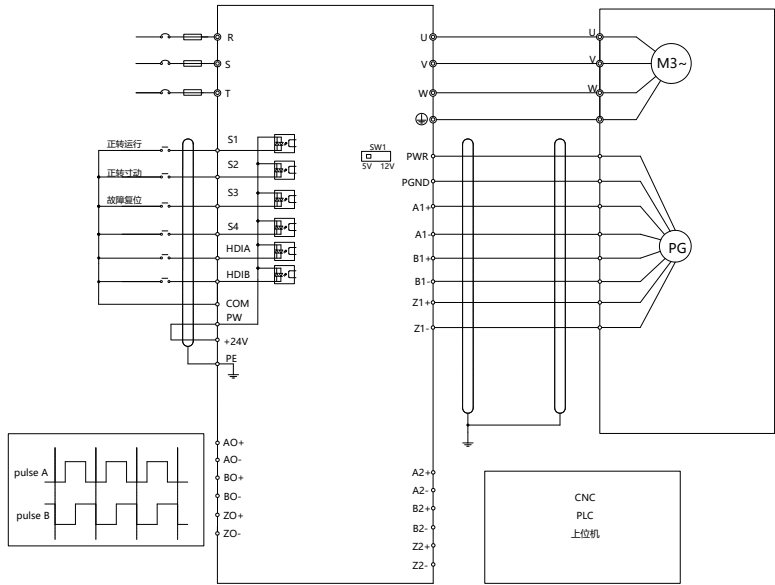 R
S
T
U
V
W
U
V
W
M3~
正转运行
正转寸动
故障复位
S1
S2
S3
S4
HDIA
HDIB
COM
PW
+24V
PE
SW1
5V 12V
PWR
PGND
A1+
A1-
B1+
B1-
Z1+
Z1-
PG
pulse A
pulse B
AO+
AO-
BO+
BO-
ZO+
ZO-
A2+
A2-
B2+
B2-
Z2+
Z2-
CNC
PLC
上位机